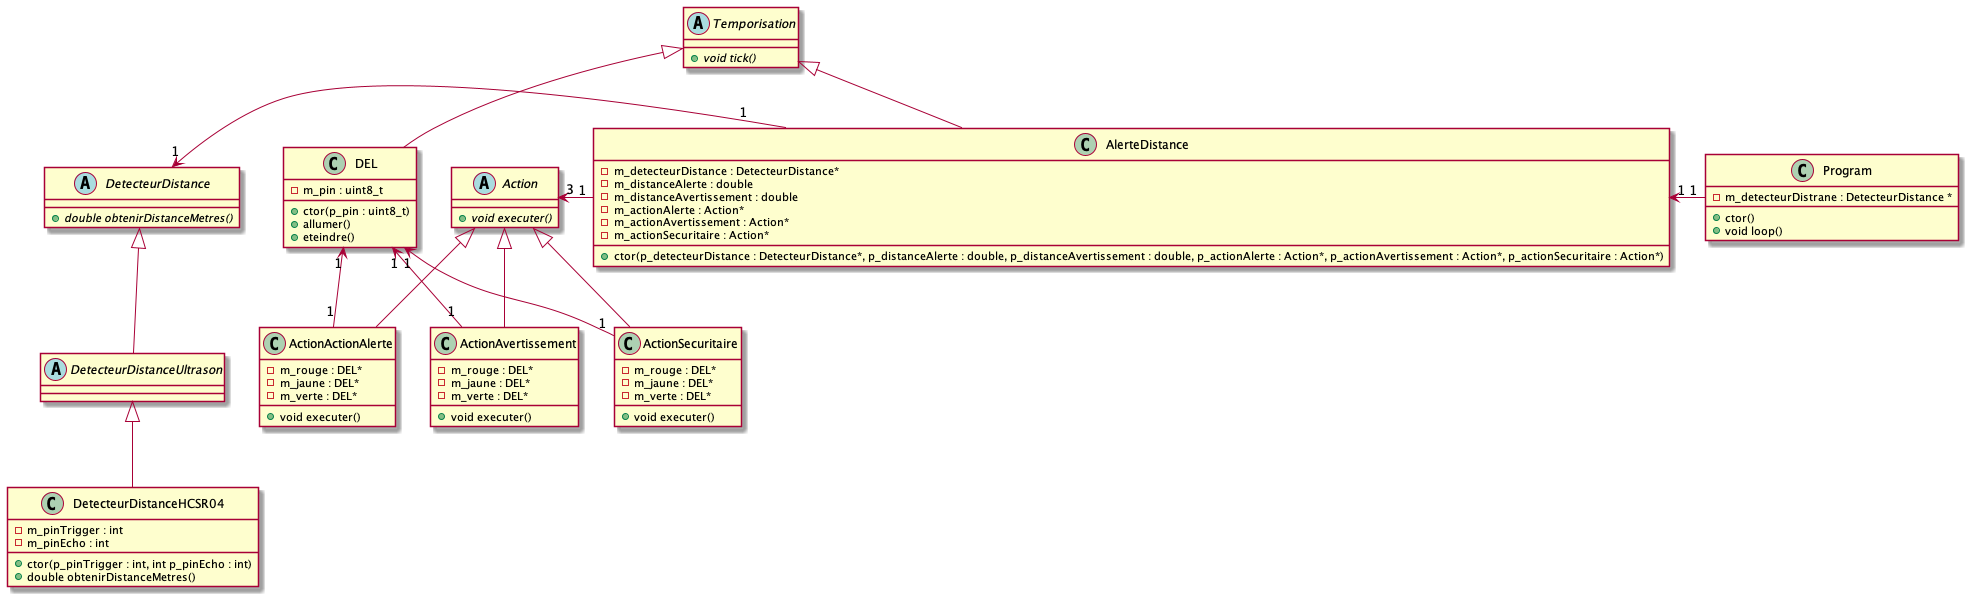 A Temporisation
void tick()
1
1
A DetecteurDistance
double obtenirDistanceMetres()
C DEL
m_pin : uint8_t
ctor(p_pin : uint8_t)
allumer()
eteindre()
A Action
void executer()
3 1
C AlerteDistance
m_detecteurDistance : DetecteurDistance*
m_distanceAlerte : double
m_distanceAvertissement : double
m_actionAlerte : Action*
m_actionAvertissement : Action*
m_actionSecuritaire : Action*
ctor(p_detecteurDistance : DetecteurDistance*, p_distanceAlerte : double, p_distanceAvertissement : double, p_actionAlerte : Action*, p_actionAvertissement : Action*, p_actionSecuritaire : Action*)
1 1
C Program
m_detecteurDistrane : DetecteurDistance *
ctor()
void loop()
1 1 1
1 1 1
A DetecteurDistanceUltrason
C ActionActionAlerte
m_rouge : DEL*
m_jaune : DEL*
m_verte : DEL*
void executer()
C ActionAvertissement
m_rouge : DEL*
m_jaune : DEL*
m_verte : DEL*
void executer()
C ActionSecuritaire
m_rouge : DEL*
m_jaune : DEL*
m_verte : DEL*
void executer()
C DetecteurDistanceHCSR04
m_pinTrigger : int
m_pinEcho : int
ctor(p_pinTrigger : int, int p_pinEcho : int)
double obtenirDistanceMetres()